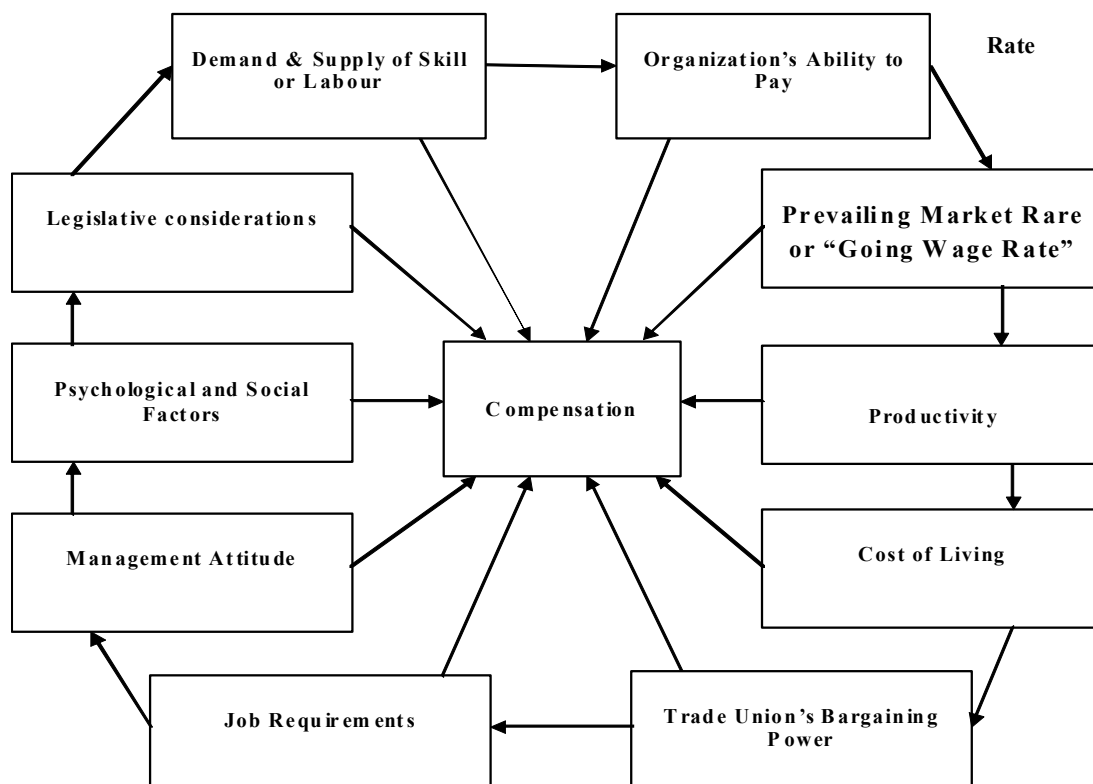 Demand & Supply of Skill
or Labour
Organization's Ability to
Pay
Rate
Legislative considerations
Prevailing Market Rare
or "Going Wage Rate"
Psychological and Social
Factors
Compensation
Productivity
Management Attitude
Cost of Living
Job Requirements
Trade Union's Bargaining
Power